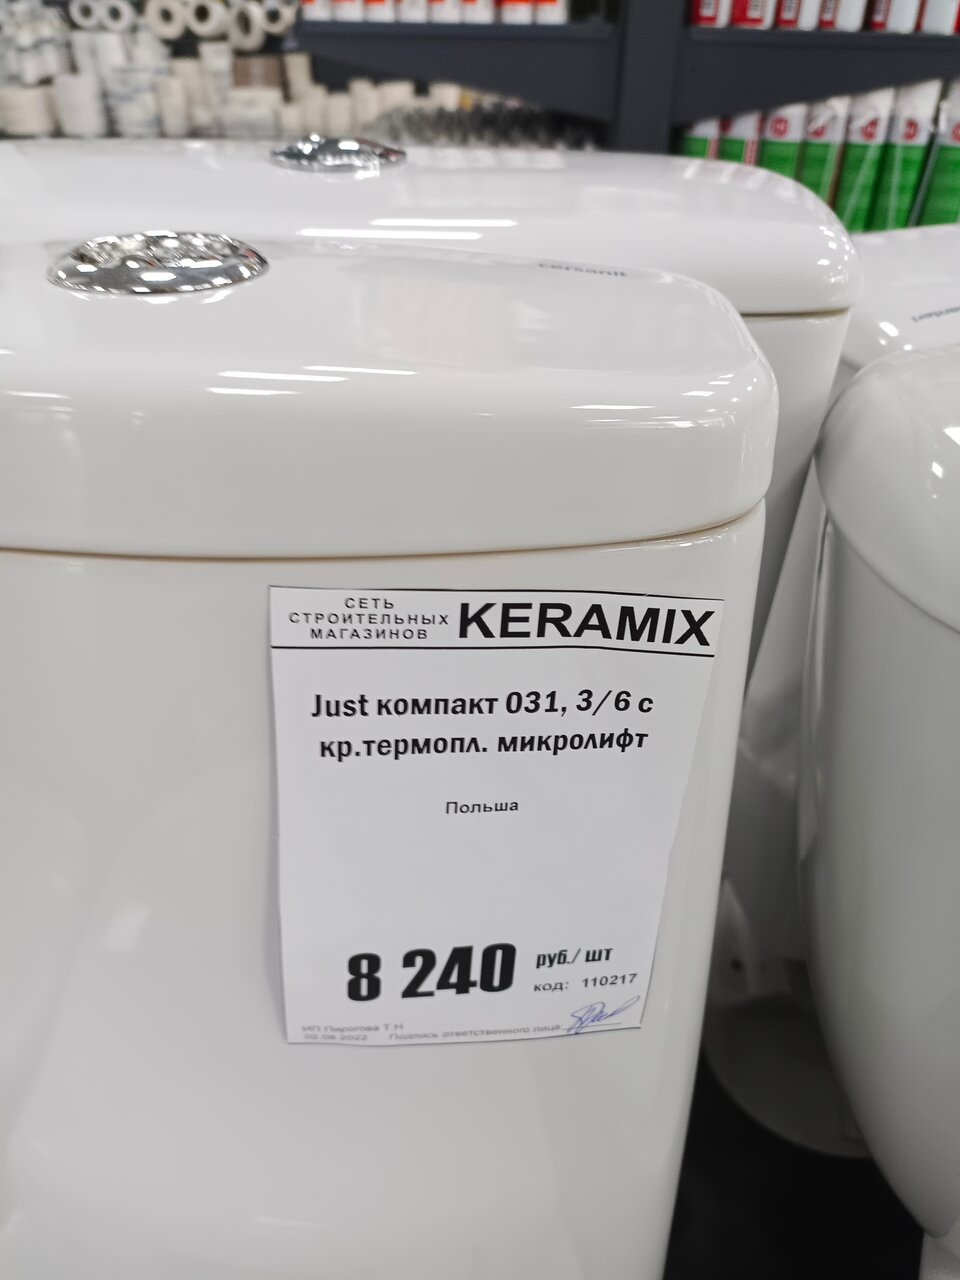 cersanit
СЕТЬ
СТРОИТЕЛЬНЫХ
МАГАЗИНОВ
KERAMIX
Just компакт 031, 3/6 с
кр.термопл. микролифт
Польша
8 240 руб./ шт
код: 110217
ИП Пирогова Т.Н.
02.08.2022 Подпись ответственного лица